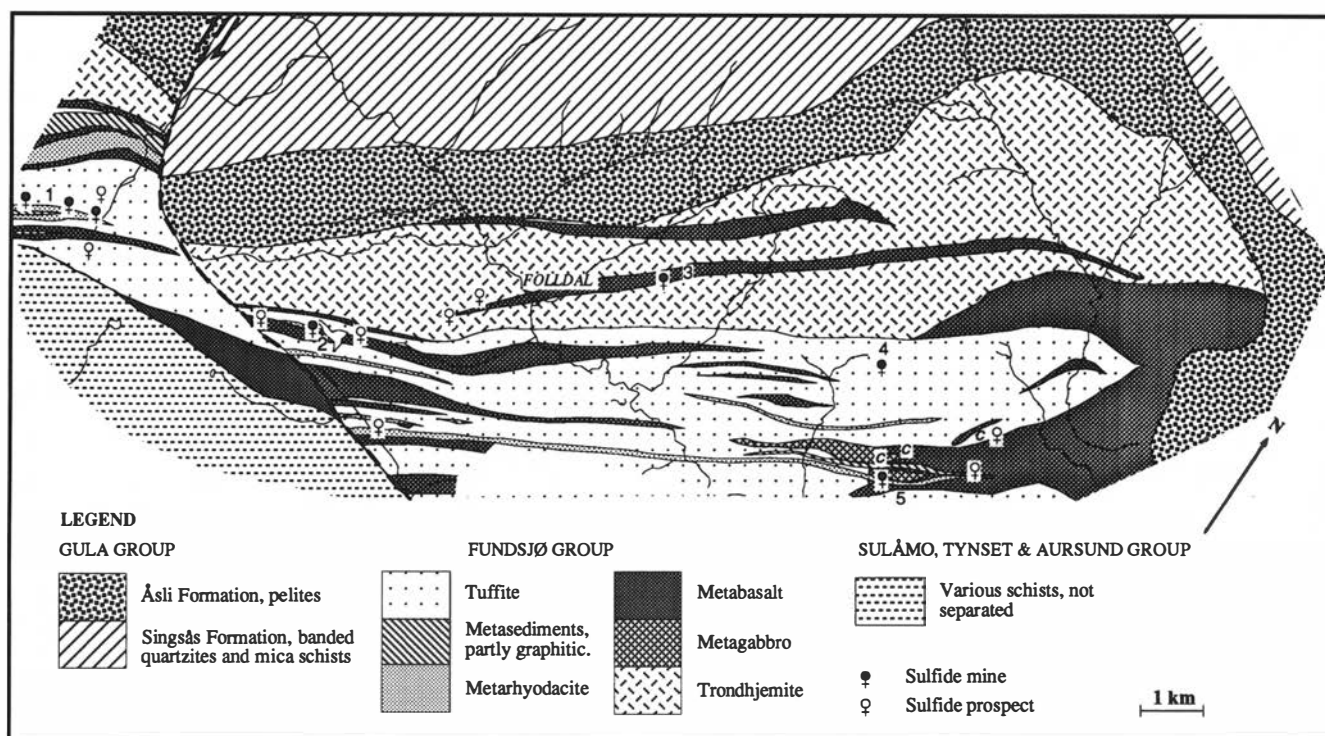 1
FOLLDAL
3
2
4
c
c
c
5
N
LEGEND
GULA GROUP
Åsli Formation, pelites
Singsås Formation, banded
quartzites and mica schists
FUNDSJØ GROUP
Tuffite
Metasediments,
partly graphitic.
Metarhyodacite
Metabasalt
Metagabbro
Trondhjemite
SULÅMO, TYNSET & AURSUND GROUP
Various schists, not
separated
Sulfide mine
Sulfide prospect
1 km